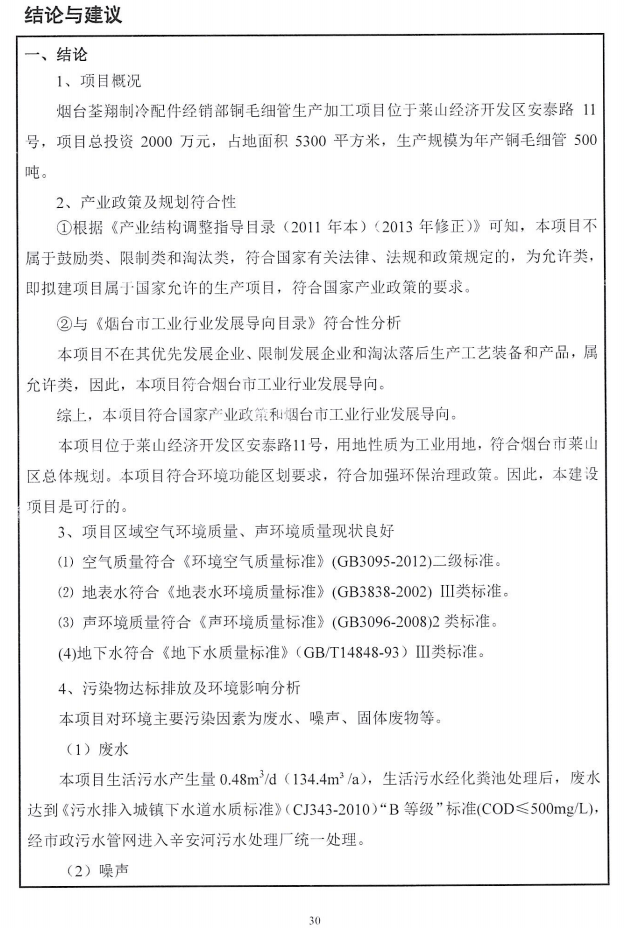 结论与建议
一、结论
1、项目概况
烟台荃翔制冷配件经销部铜毛细管生产加工项目位于莱山经济开发区安泰路 11
号，项目总投资 2000 万元，占地面积 5300 平方米，生产规模为年产铜毛细管 500
吨。
2、产业政策及规划符合性
①根据《产业结构调整指导目录（2011 年本）（2013 年修正）》可知，本项目不
属于鼓励类、限制类和淘汰类，符合国家有关法律、法规和政策规定的，为允许类，
即拟建项目属于国家允许的生产项目，符合国家产业政策的要求。
②与《烟台市工业行业发展导向目录》符合性分析
本项目不在其优先发展企业、限制发展企业和淘汰落后生产工艺装备和产品，属
允许类，因此，本项目符合烟台市工业行业发展导向。
综上，本项目符合国家产业政策和烟台市工业行业发展导向。
本项目位于莱山经济开发区安泰路11号，用地性质为工业用地，符合烟台市莱山
区总体规划。本项目符合环境功能区划要求，符合加强环保治理政策。因此，本建设
项目是可行的。
3、项目区域空气环境质量、声环境质量现状良好
⑴ 空气质量符合《环境空气质量标准》(GB3095-2012)二级标准。
⑵ 地表水符合《地表水环境质量标准》(GB3838-2002) Ⅲ类标准。
⑶ 声环境质量符合《声环境质量标准》(GB3096-2008)2 类标准。
(4)地下水符合《地下水质量标准》（GB/T14848-93）Ⅲ类标准。
4、污染物达标排放及环境影响分析
本项目对环境主要污染因素为废水、噪声、固体废物等。
（1）废水
本项目生活污水产生量 0.48m³/d（134.4m³ /a），生活污水经化粪池处理后，废水
达到《污水排入城镇下水道水质标准》（CJ343-2010）“B 等级”标准(COD≤500mg/L)，
经市政污水管网进入辛安河污水处理厂统一处理。
（2）噪声
30